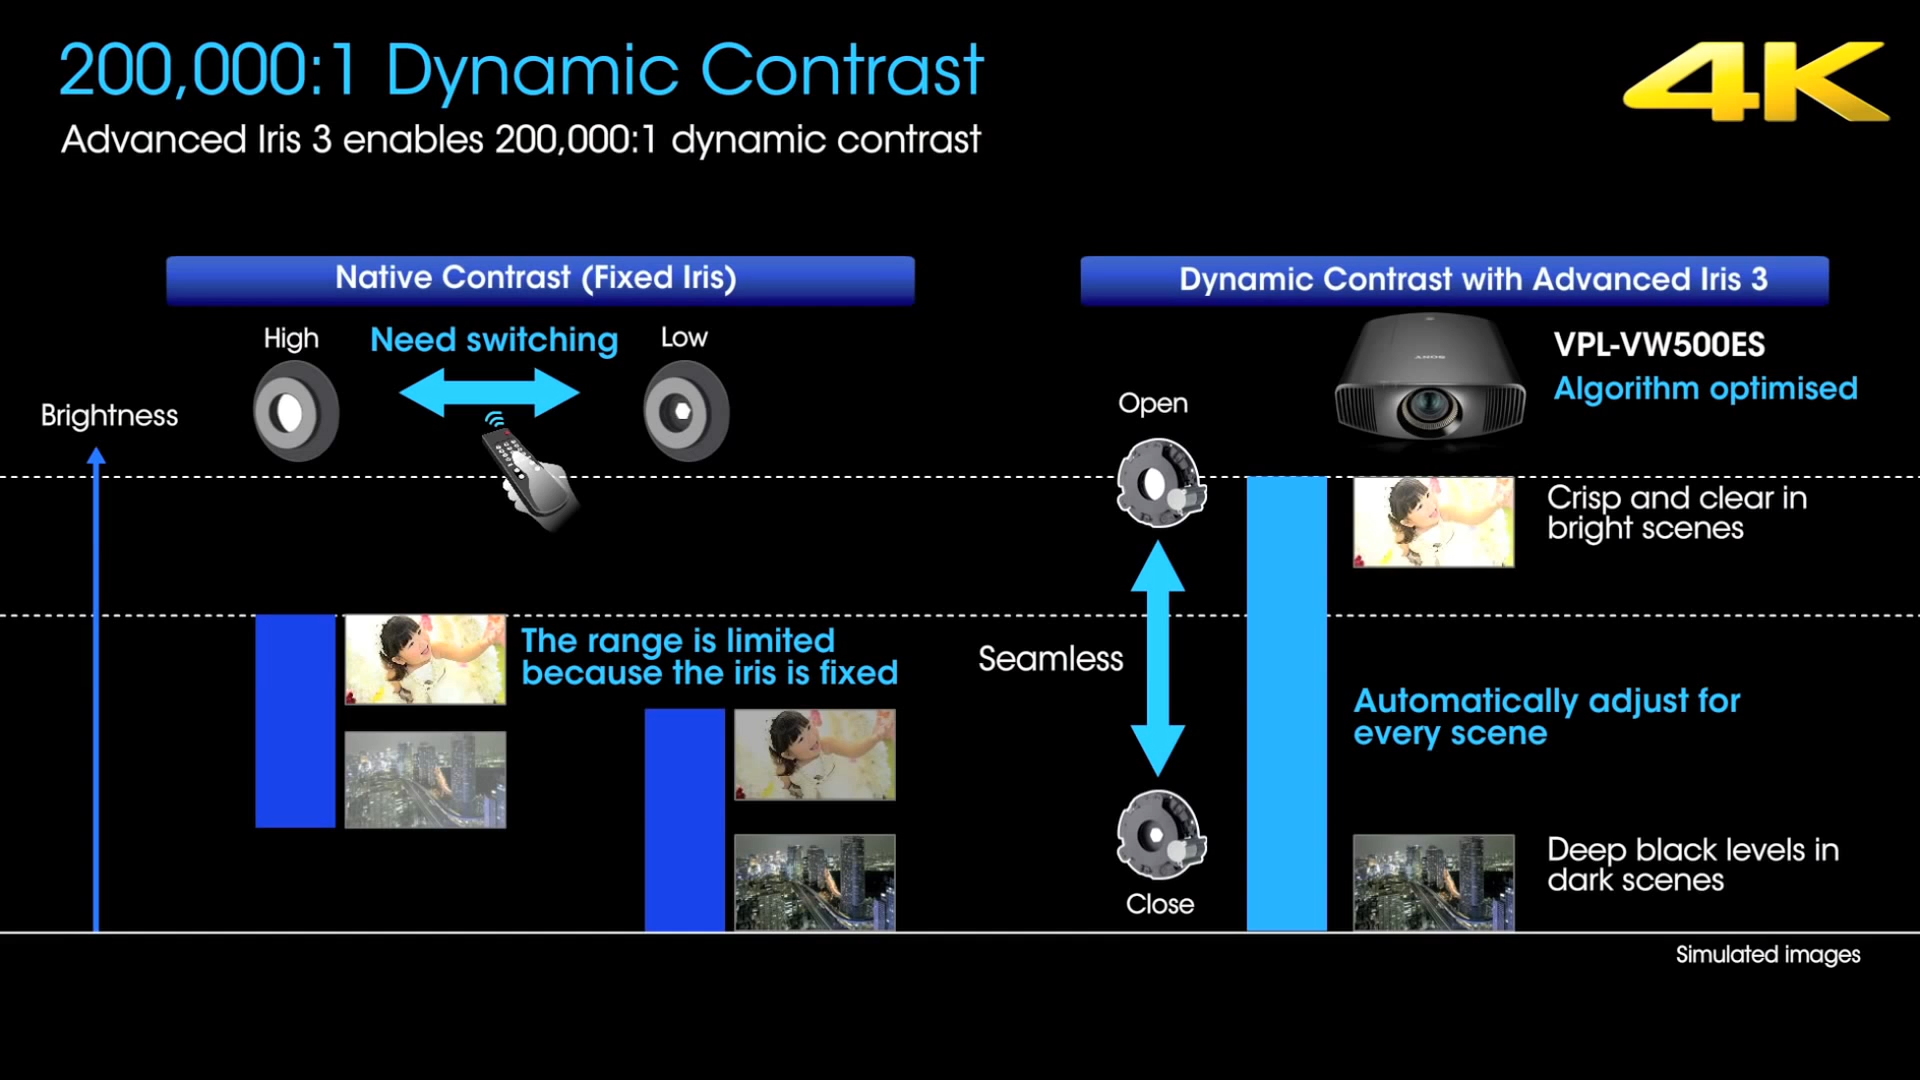 200,000:1 Dynamic Contrast
4K
Advanced Iris 3 enables 200,000:1 dynamic contrast
Native Contrast (Fixed Iris)
High
Need switching
Low
Brightness
The range is limited
because the iris is fixed
Dynamic Contrast with Advanced Iris 3
SONY
VPL-VW500ES
Algorithm optimised
Open
Crisp and clear in
bright scenes
Seamless
Automatically adjust for
every scene
Deep black levels in
dark scenes
Close
Simulated images